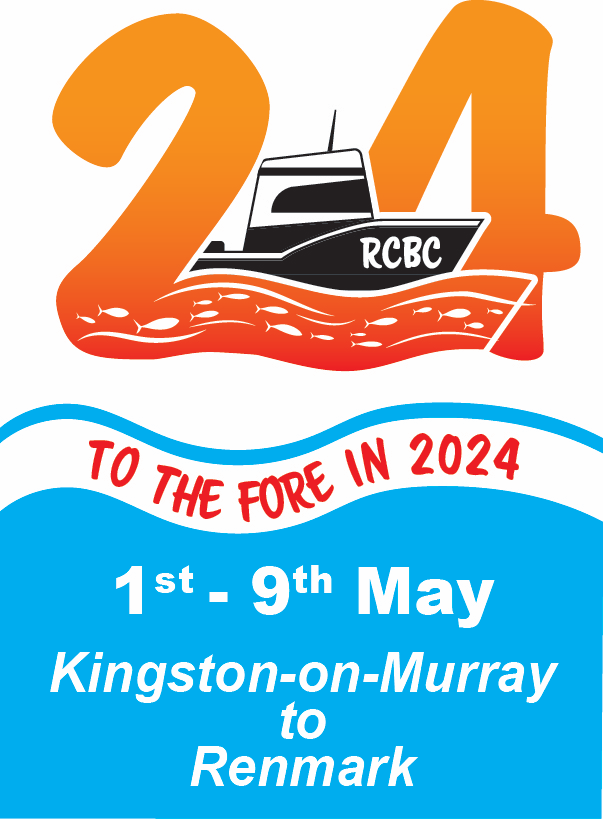 24
RCBC
TO THE FORE IN 2024
1st - 9th May
Kingston-on-Murray
to
Renmark